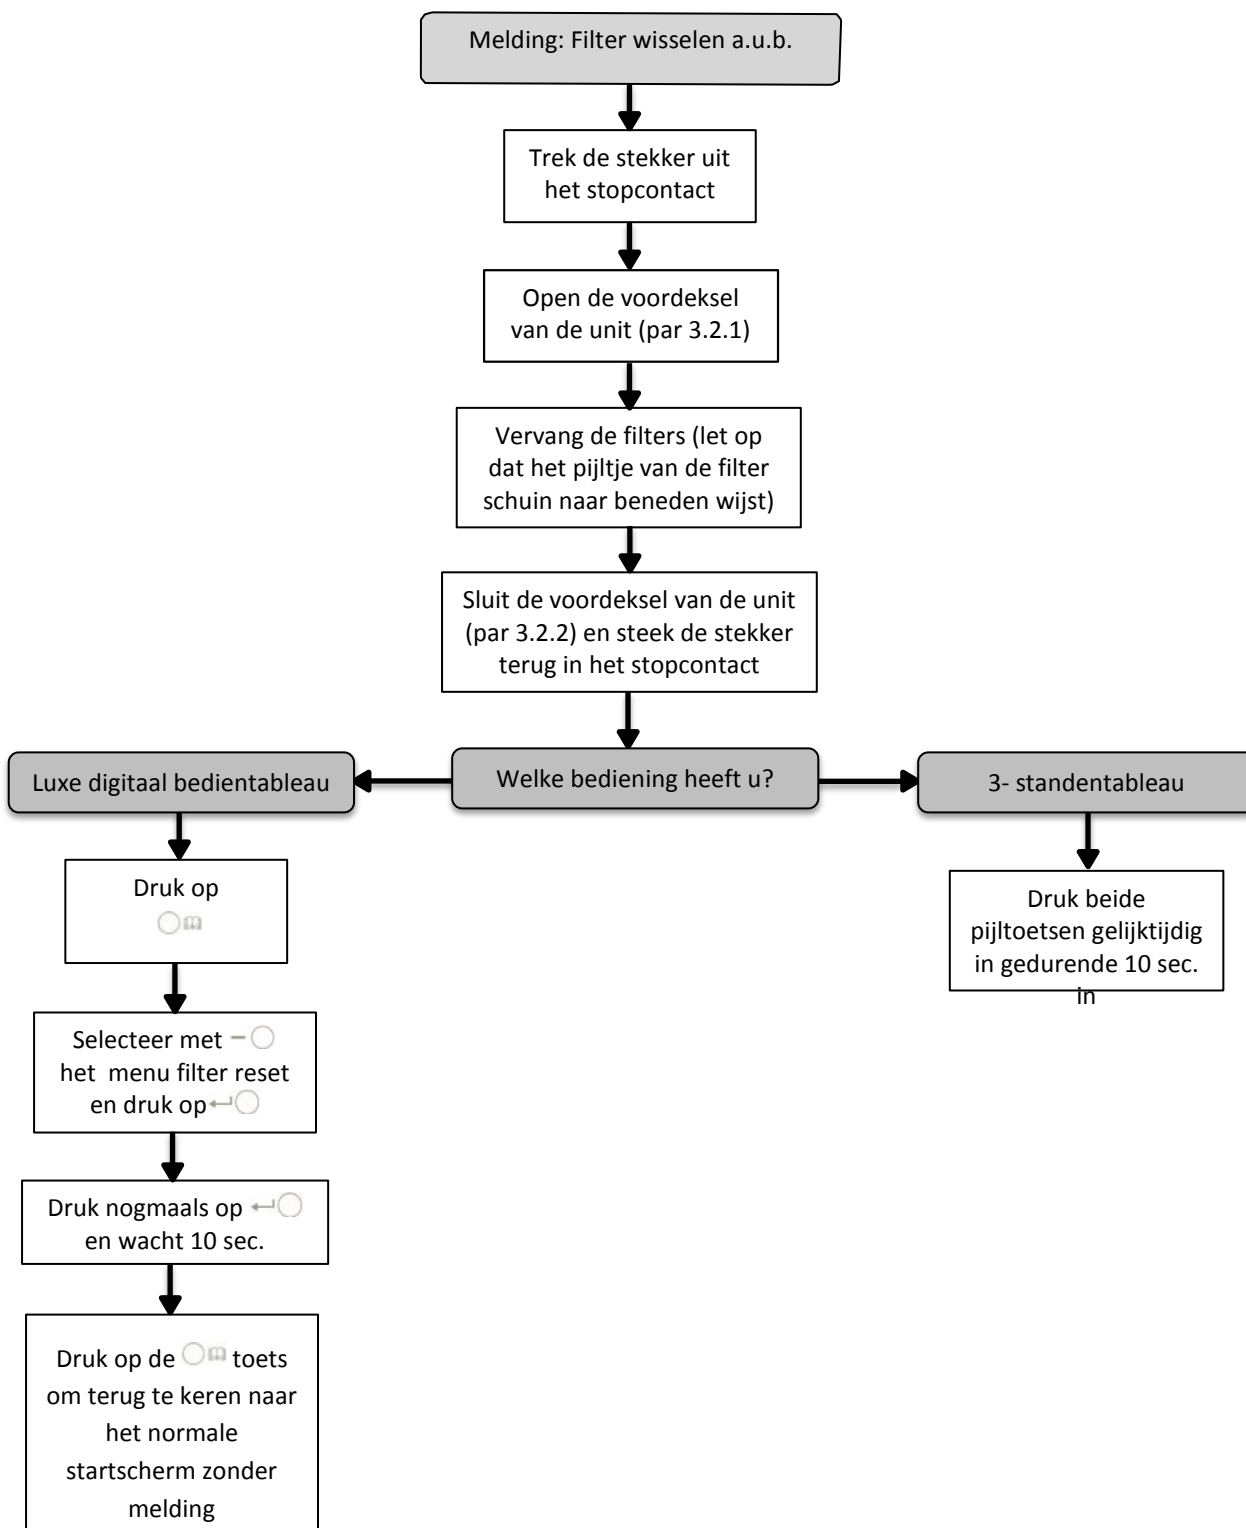 Melding: Filter wisselen a.u.b.
Trek de stekker uit
het stopcontact
Open de voordeksel
van de unit (par 3.2.1)
Vervang de filters (let op
dat het pijltje van de filter
schuin naar beneden wijst)
Sluit de voordeksel van de unit
(par 3.2.2) en steek de stekker
terug in het stopcontact
Welke bediening heeft u?
Luxe digitaal bedientableau
Druk op
Selecteer met
het menu filter reset
en druk op
Druk nogmaals op
en wacht 10 sec.
Druk op de toets
om terug te keren naar
het normale
startscherm zonder
melding
3- standentableau
Druk beide
pijltoetsen gelijktijdig
in gedurende 10 sec.
in